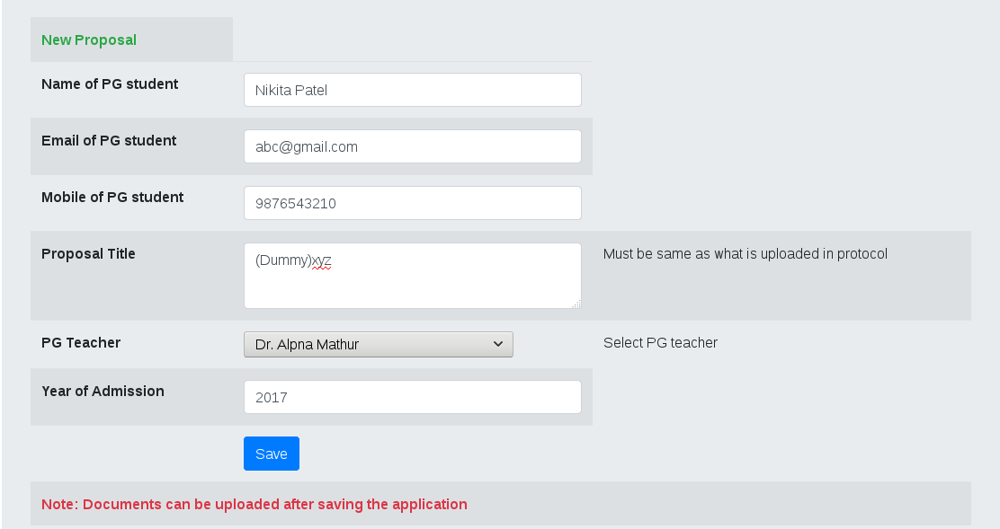 New Proposal
Name of PG student
Nikita Patel
Email of PG student
abc@gmail.com
Mobile of PG student
9876543210
Proposal Title
(Dummy)xyz
Must be same as what is uploaded in protocol
PG Teacher
Dr. Alpna Mathur
Select PG teacher
Year of Admission
2017
Save
Note: Documents can be uploaded after saving the application